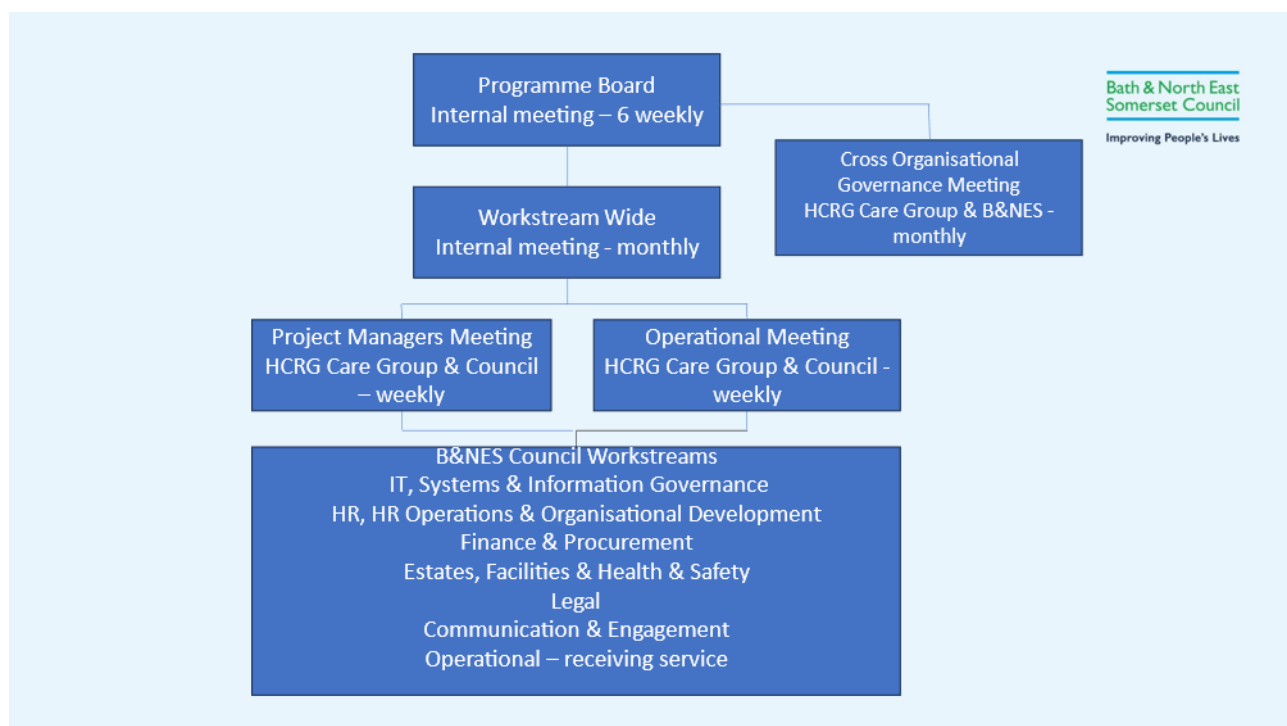 Programme Board
Internal meeting – 6 weekly
Bath & North East
Somerset Council
Improving People's Lives
Cross Organisational
Governance Meeting
HCRG Care Group & B&NES -
monthly
Workstream Wide
Internal meeting - monthly
Project Managers Meeting
HCRG Care Group & Council
– weekly
Operational Meeting
HCRG Care Group & Council -
weekly
B&NES Council Workstreams
IT, Systems & Information Governance
HR, HR Operations & Organisational Development
Finance & Procurement
Estates, Facilities & Health & Safety
Legal
Communication & Engagement
Operational – receiving service